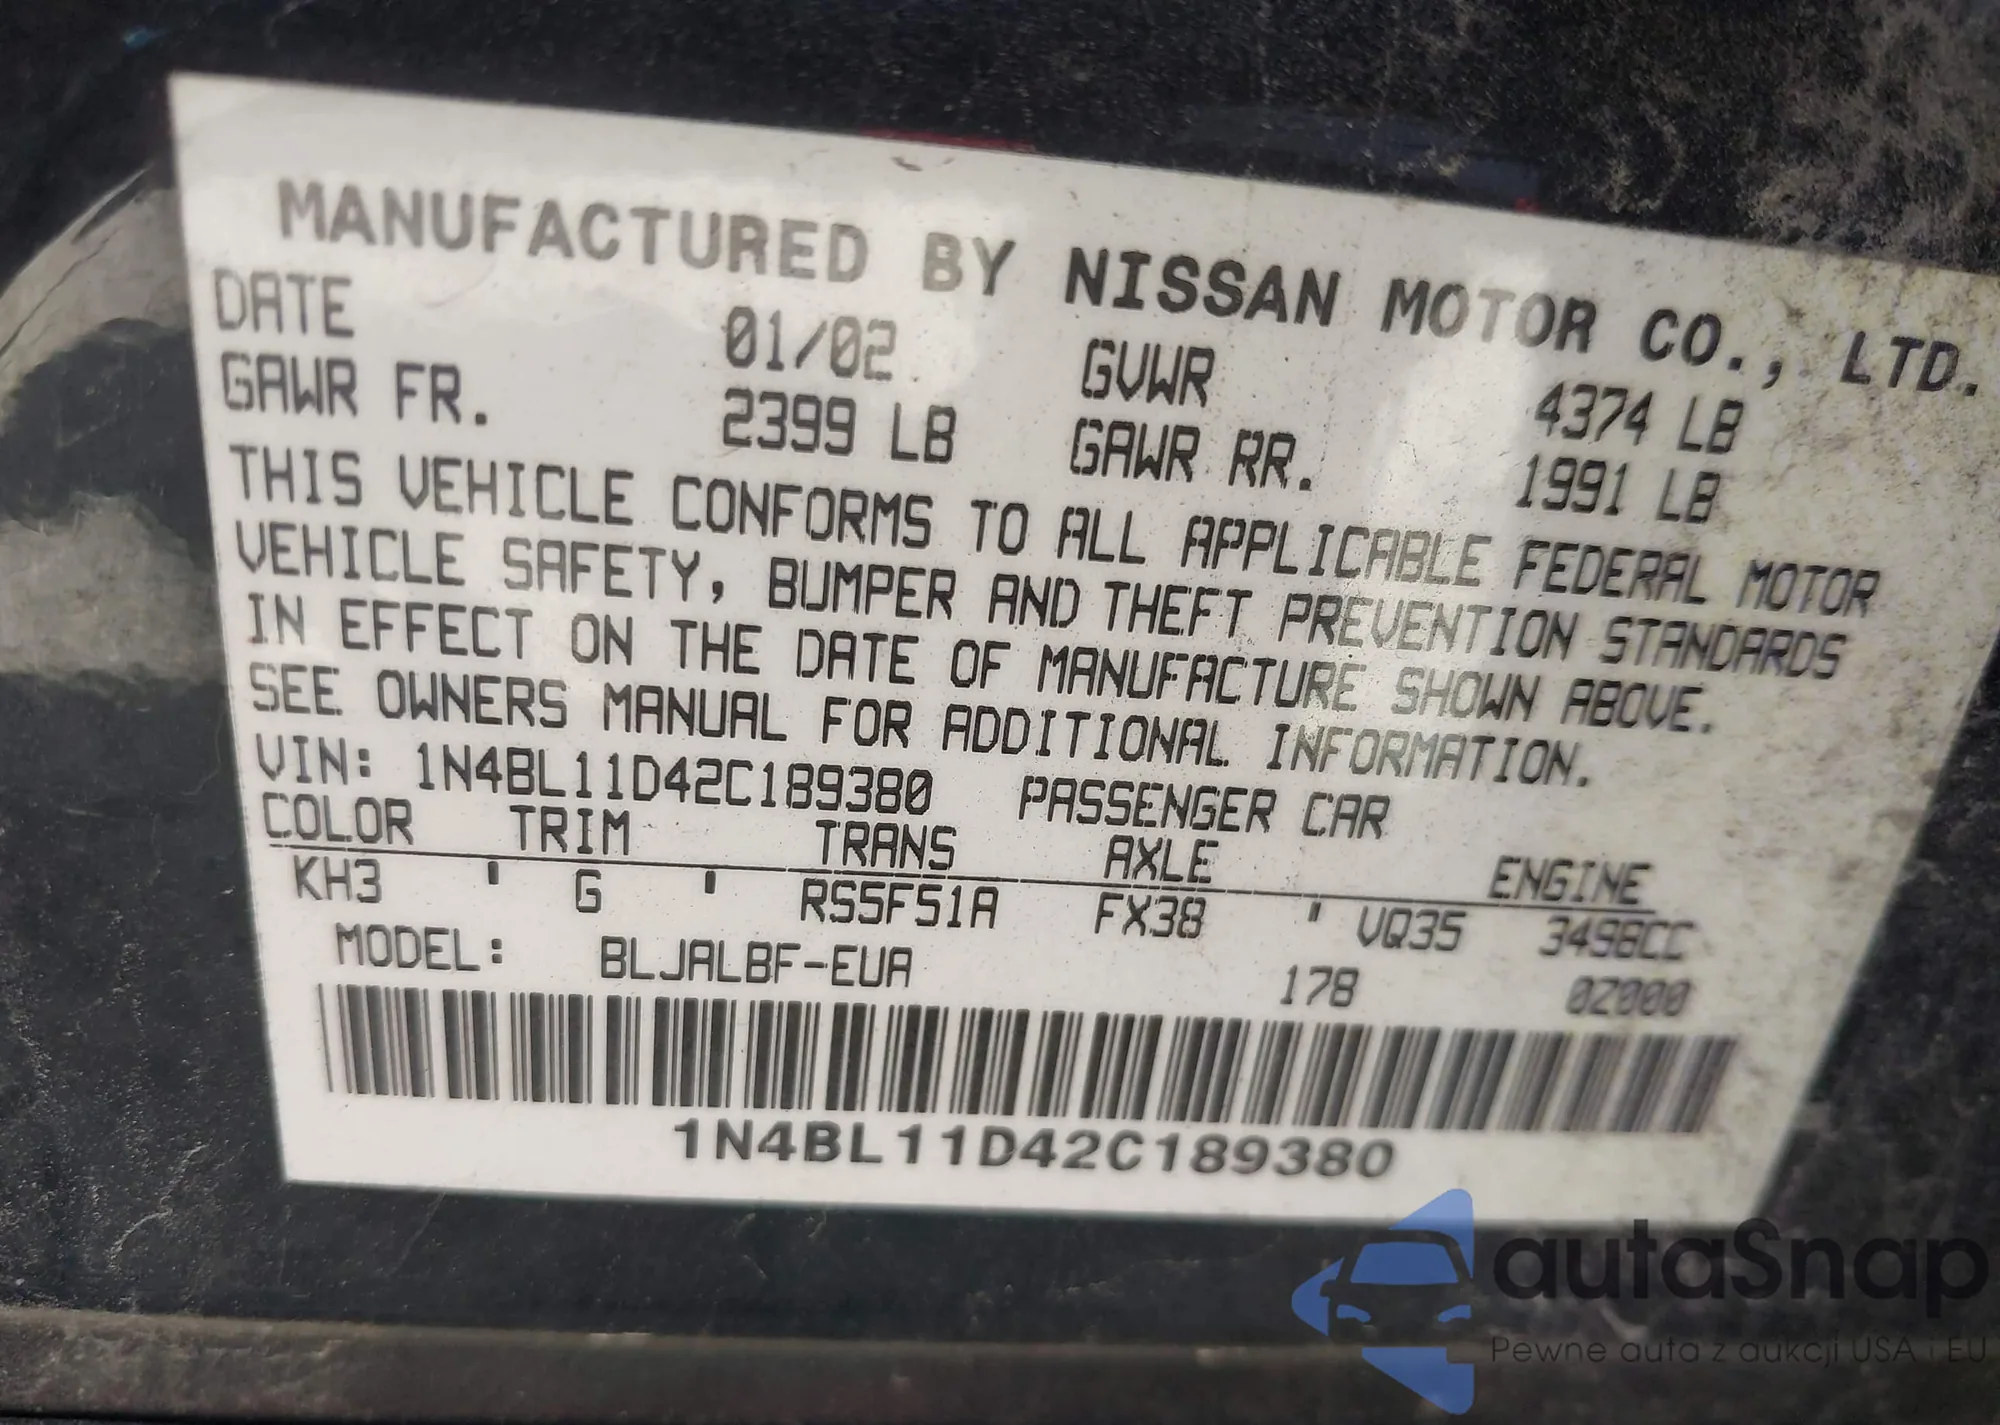 MANUFACTURED BY NISSAN MOTOR CO., LTD.
DATE 01/02 GVWR 4374 LB
GAWR FR. 2399 LB GAWR RR. 1991 LB
THIS VEHICLE CONFORMS TO ALL APPLICABLE FEDERAL MOTOR
VEHICLE SAFETY, BUMPER AND THEFT PREVENTION STANDARDS
IN EFFECT ON THE DATE OF MANUFACTURE SHOWN ABOVE.
SEE OWNERS MANUAL FOR ADDITIONAL INFORMATION.
VIN: 1N4BL11D42C189380 PASSENGER CAR
COLOR TRIM TRANS AXLE ENGINE
KH3 ' G ' RS5F51A FX38 ' VQ35 3498CC
MODEL: BLJALBF-EUA 178 0Z000
1N4BL11D42C189380
autaSnap
Pewne auta z aukcji USA i EU